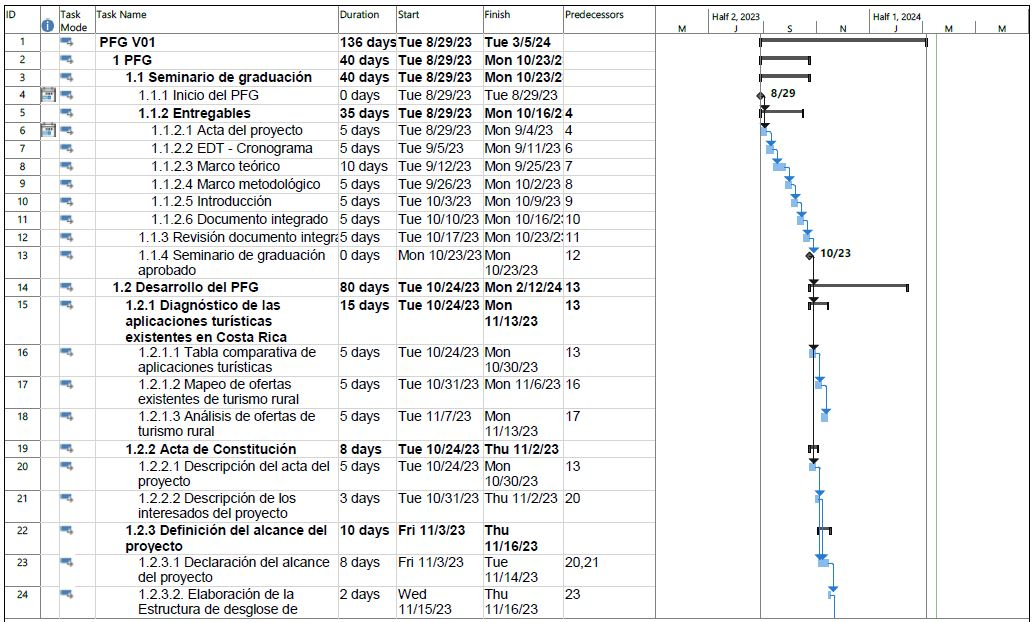 ID Task Mode Task Name Duration Start Finish Predecessors
Half 2, 2023 Half 1, 2024
M J S N J M M
1 PFG V01 136 days Tue 8/29/23 Tue 3/5/24
2 1 PFG 40 days Tue 8/29/23 Mon 10/23/2
3 1.1 Seminario de graduación 40 days Tue 8/29/23 Mon 10/23/2
4 1.1.1 Inicio del PFG 0 days Tue 8/29/23 Tue 8/29/23
8/29
5 1.1.2 Entregables 35 days Tue 8/29/23 Mon 10/16/2 4
6 1.1.2.1 Acta del proyecto 5 days Tue 8/29/23 Mon 9/4/23 4
7 1.1.2.2 EDT - Cronograma 5 days Tue 9/5/23 Mon 9/11/23 6
8 1.1.2.3 Marco teórico 10 days Tue 9/12/23 Mon 9/25/23 7
9 1.1.2.4 Marco metodológico 5 days Tue 9/26/23 Mon 10/2/23 8
10 1.1.2.5 Introducción 5 days Tue 10/3/23 Mon 10/9/23 9
11 1.1.2.6 Documento integrado 5 days Tue 10/10/23 Mon 10/16/23 10
12 1.1.3 Revisión documento integra 5 days Tue 10/17/23 Mon 10/23/23 11
13 1.1.4 Seminario de graduación 0 days Mon 10/23/23 Mon 12
aprobado 10/23/23
10/23
14 1.2 Desarrollo del PFG 80 days Tue 10/24/23 Mon 2/12/24 13
15 1.2.1 Diagnóstico de las 15 days Tue 10/24/23 Mon 13
aplicaciones turísticas 11/13/23
existentes en Costa Rica
16 1.2.1.1 Tabla comparativa de 5 days Tue 10/24/23 Mon 13
aplicaciones turísticas 10/30/23
17 1.2.1.2 Mapeo de ofertas 5 days Tue 10/31/23 Mon 11/6/23 16
existentes de turismo rural
18 1.2.1.3 Análisis de ofertas de 5 days Tue 11/7/23 Mon 17
turismo rural 11/13/23
19 1.2.2 Acta de Constitución 8 days Tue 10/24/23 Thu 11/2/23
20 1.2.2.1 Descripción del acta del 5 days Tue 10/24/23 Mon 13
proyecto 10/30/23
21 1.2.2.2 Descripción de los 3 days Tue 10/31/23 Thu 11/2/23 20
interesados del proyecto
22 1.2.3 Definición del alcance del 10 days Fri 11/3/23 Thu
proyecto 11/16/23
23 1.2.3.1 Declaración del alcance 8 days Fri 11/3/23 Tue 20,21
del proyecto 11/14/23
24 1.2.3.2. Elaboración de la 2 days Wed Thu 23
Estructura de desglose de 11/15/23 11/16/23